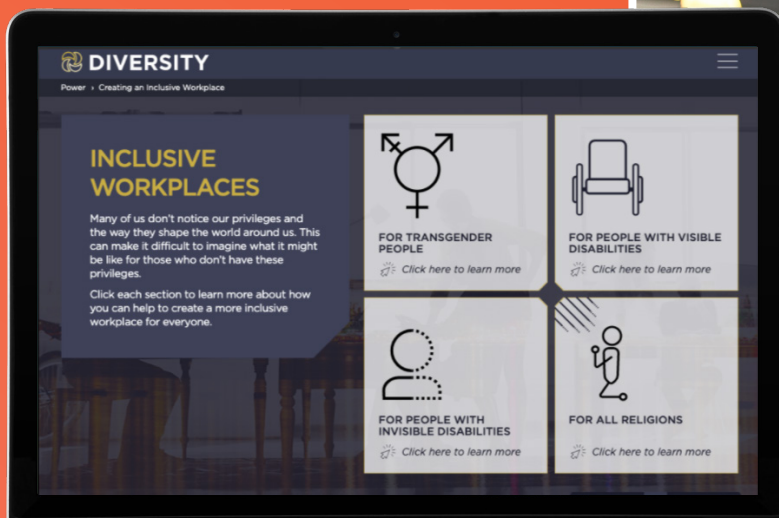 DIVERSITY
Power › Creating an Inclusive Workplace
INCLUSIVE
WORKPLACES
Many of us don't notice our privileges and
the way they shape the world around us. This
can make it difficult to imagine what it might
be like for those who don't have these
privileges.
Click each section to learn more about how
you can help to create a more inclusive
workplace for everyone.
FOR TRANSGENDER
PEOPLE
Click here to learn more
FOR PEOPLE WITH VISIBLE
DISABILITIES
Click here to learn more
FOR PEOPLE WITH
INVISIBLE DISABILITIES
Click here to learn more
FOR ALL RELIGIONS
Click here to learn more